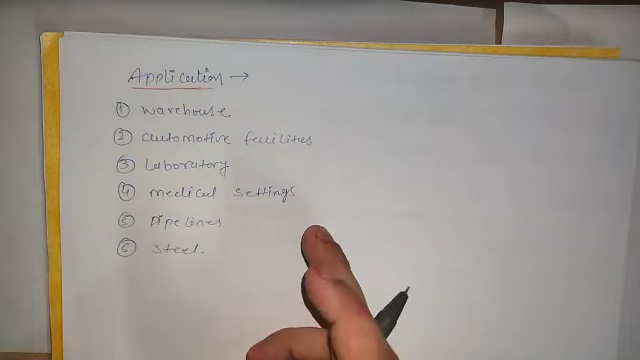 Application →
① warehouse.
② automotive facilites
③ Laboratory
④ medical settings
⑤ Pipelines
⑥ steel.